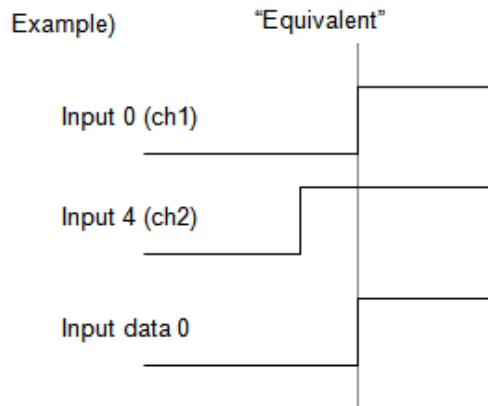 Example)
“Equivalent”
Input 0 (ch1)
Input 4 (ch2)
Input data 0